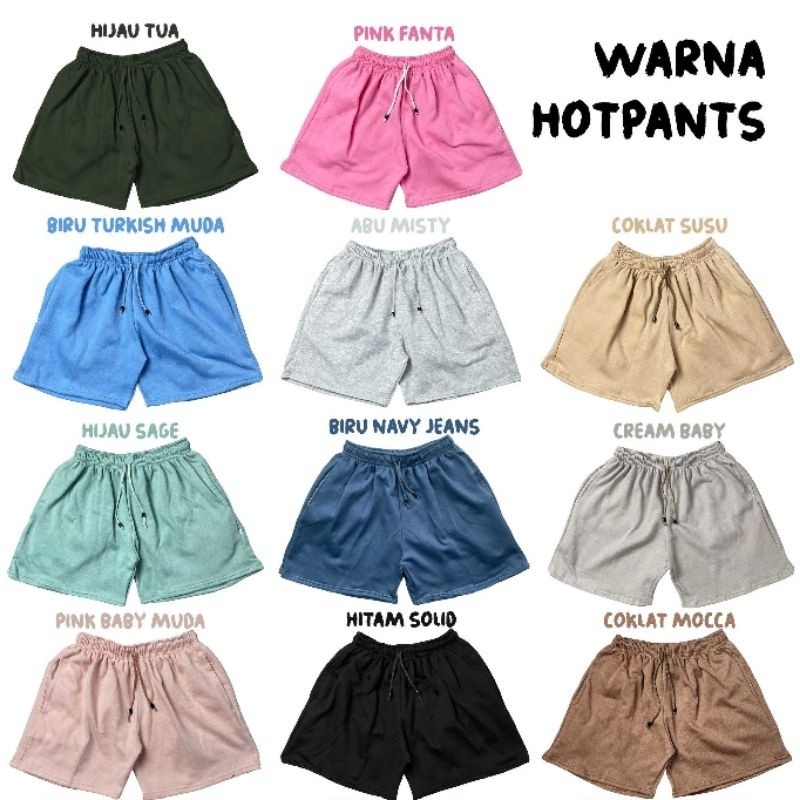 HIJAU TUA
PINK FANTA
WARNA
HOTPANTS
BIRU TURKISH MUDA
ABU MISTY
COKLAT SUSU
HIJAU SAGE
BIRU NAVY JEANS
CREAM BABY
PINK BABY MUDA
HITAM SOLID
COKLAT MOCCA